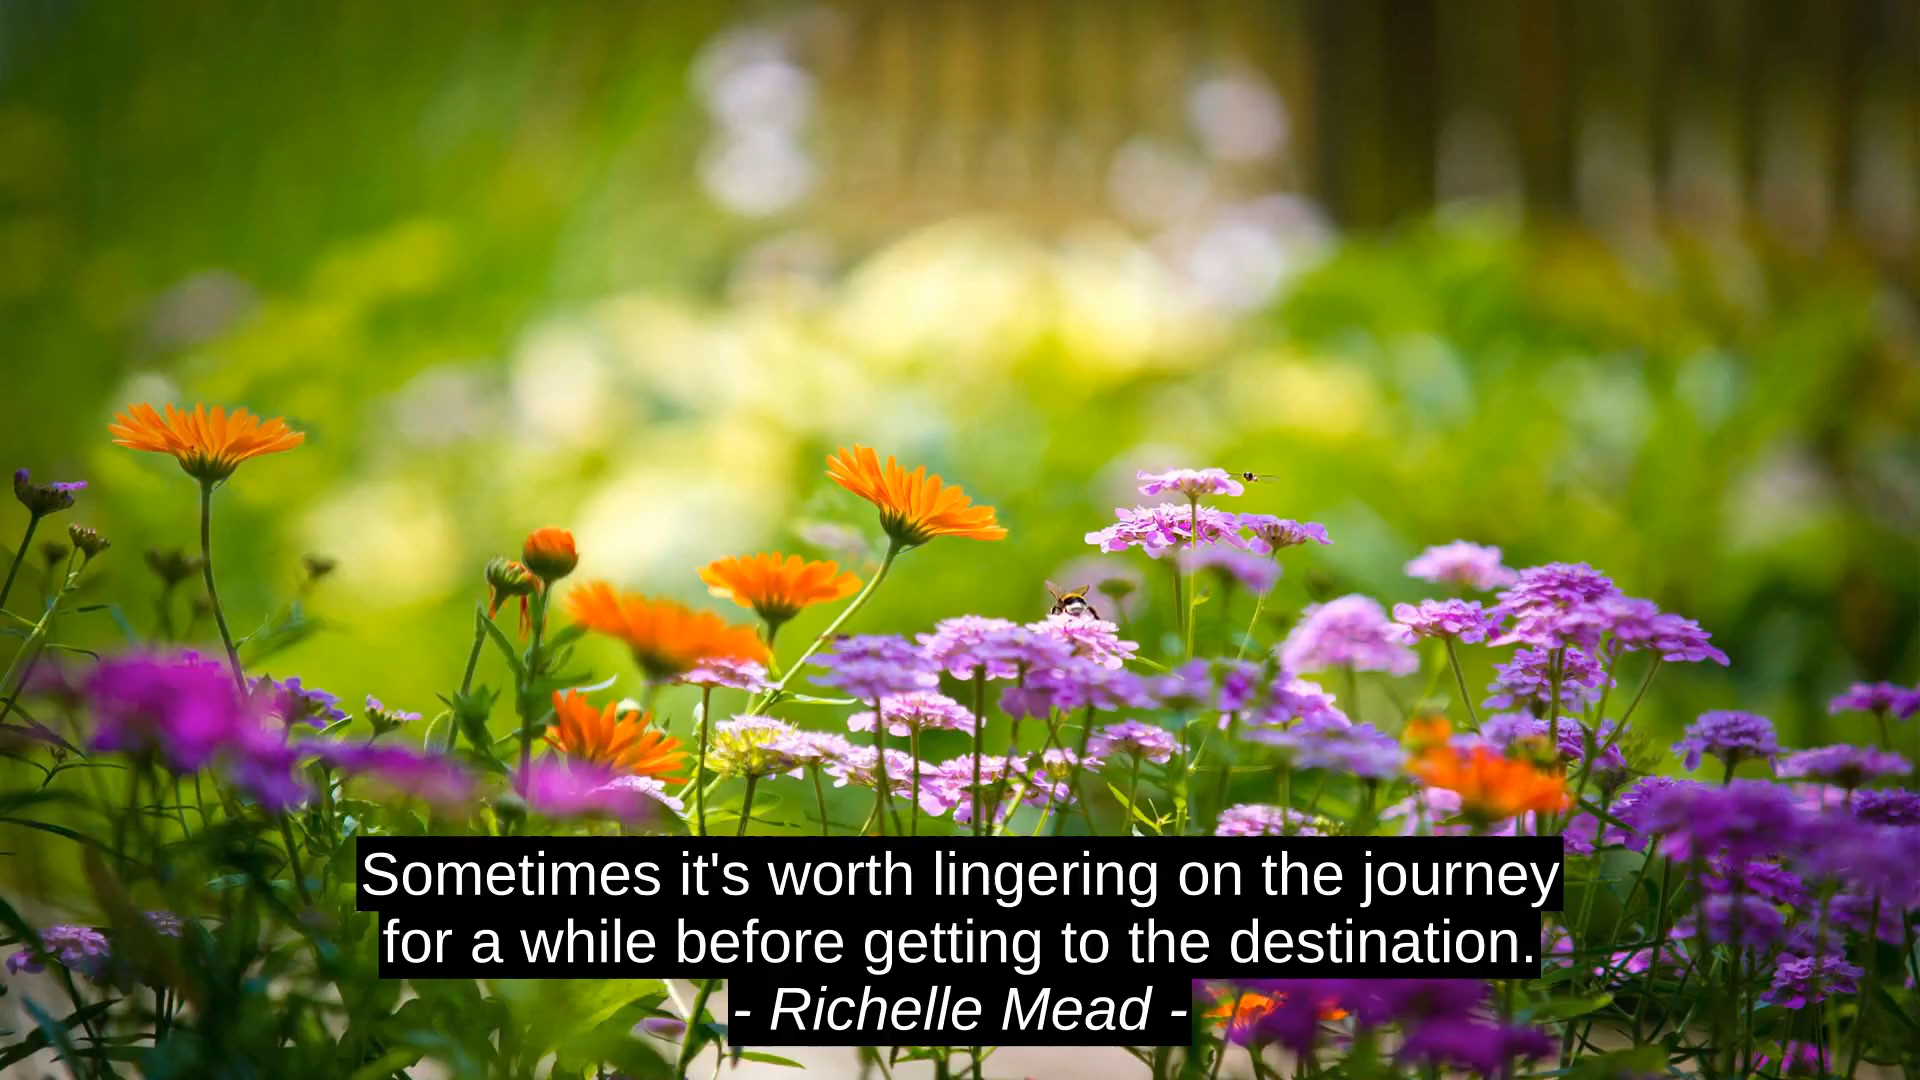 Sometimes it's worth lingering on the journey
for a while before getting to the destination.
- Richelle Mead -